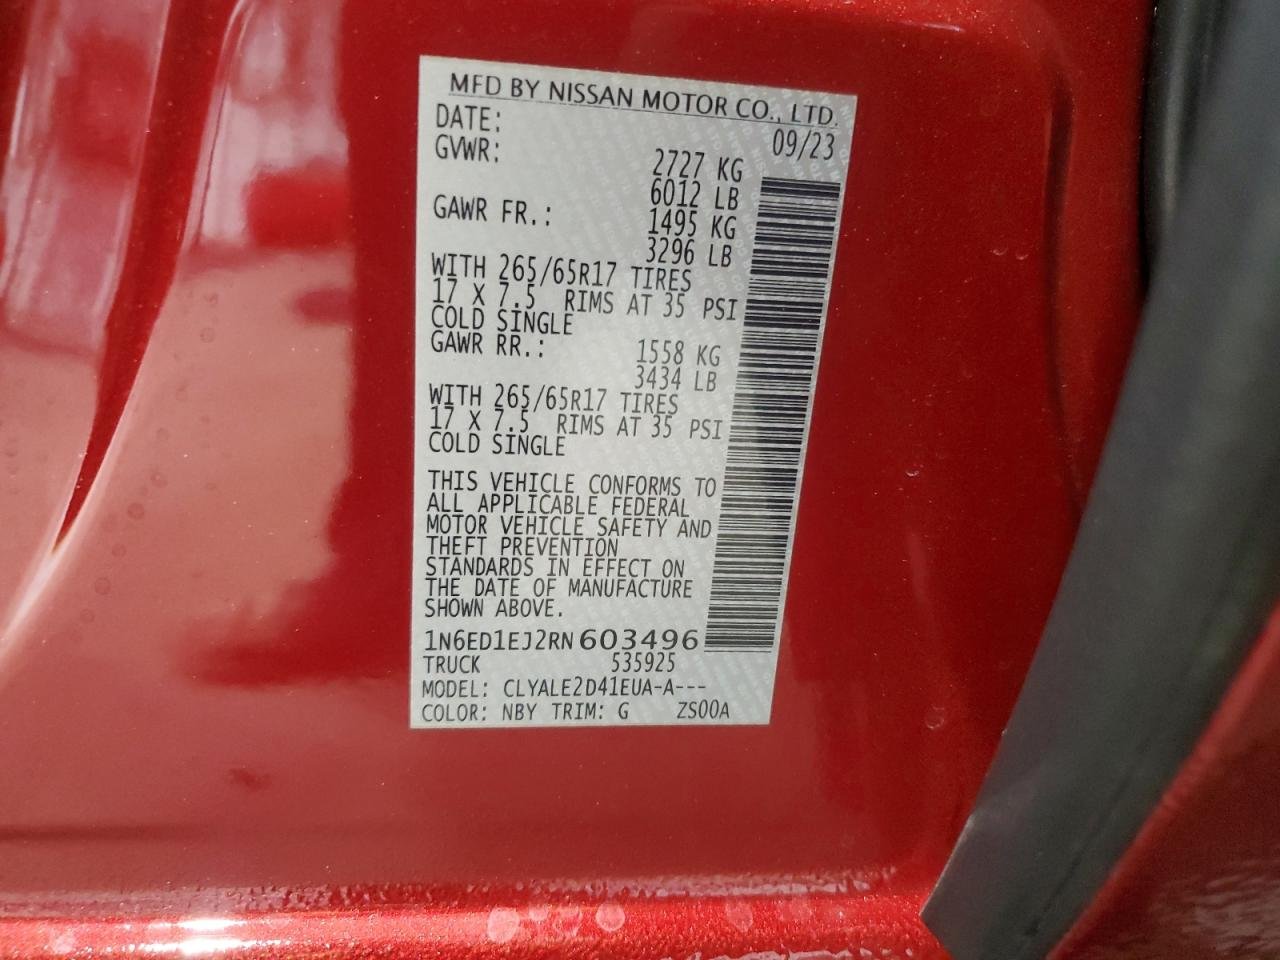 MFD BY NISSAN MOTOR CO., LTD.
DATE: 09/23
GVWR: 2727 KG
6012 LB
GAWR FR.: 1495 KG
3296 LB
WITH 265/65R17 TIRES
17 X 7.5 RIMS AT 35 PSI
COLD SINGLE
GAWR RR.: 1558 KG
3434 LB
WITH 265/65R17 TIRES
17 X 7.5 RIMS AT 35 PSI
COLD SINGLE
THIS VEHICLE CONFORMS TO
ALL APPLICABLE FEDERAL
MOTOR VEHICLE SAFETY AND
THEFT PREVENTION
STANDARDS IN EFFECT ON
THE DATE OF MANUFACTURE
SHOWN ABOVE.
1N6ED1EJ2RN603496
TRUCK 535925
MODEL: CLYALE2D41EUA-A---
COLOR: NBY TRIM: G ZS00A